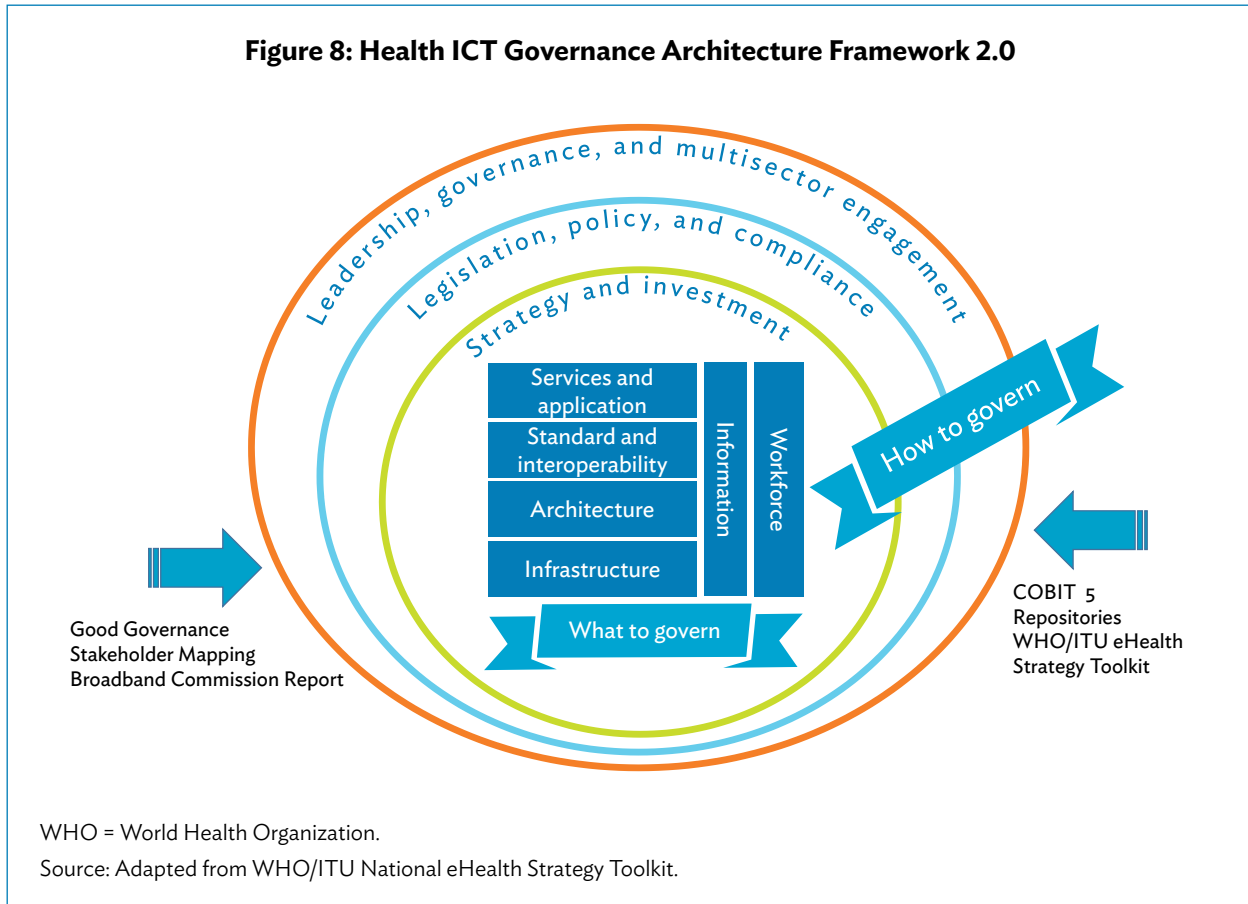 Figure 8: Health ICT Governance Architecture Framework 2.0
Leadership, governance, and multisector engagement
Legislation, policy, and compliance
Strategy and investment
Services and
application
Standard and
interoperability
Architecture
Infrastructure
Information
Workforce
How to govern
What to govern
Good Governance
Stakeholder Mapping
Broadband Commission Report
COBIT 5
Repositories
WHO/ITU eHealth
Strategy Toolkit
WHO = World Health Organization.
Source: Adapted from WHO/ITU National eHealth Strategy Toolkit.